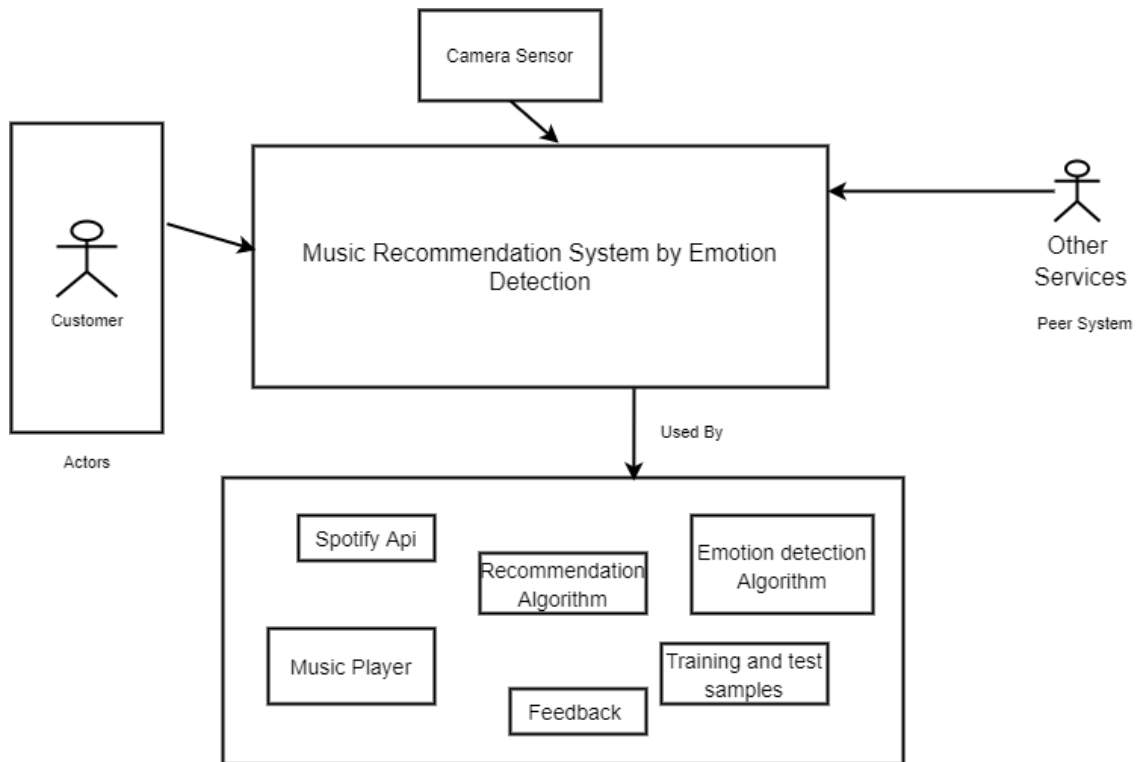 Camera Sensor
Music Recommendation System by Emotion
Detection
Customer
Actors
Other
Services
Peer System
Used By
Spotify Api
Recommendation
Algorithm
Emotion detection
Algorithm
Music Player
Feedback
Training and test
samples